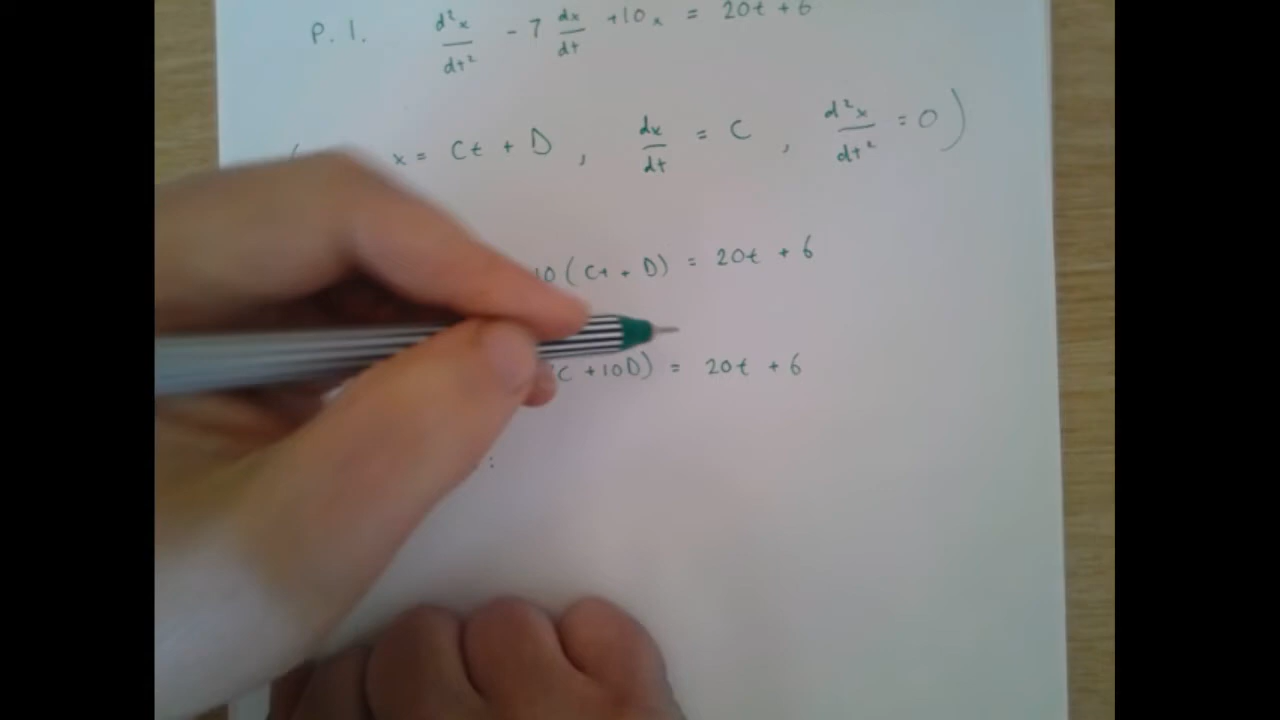 P. I. d²x/dt² - 7 dx/dt + 10x = 20t + 6
x = Ct + D , dx/dt = C , d²x/dt² = 0 )
10 (Ct + D) = 20t + 6
C + 10D) = 20t + 6
: